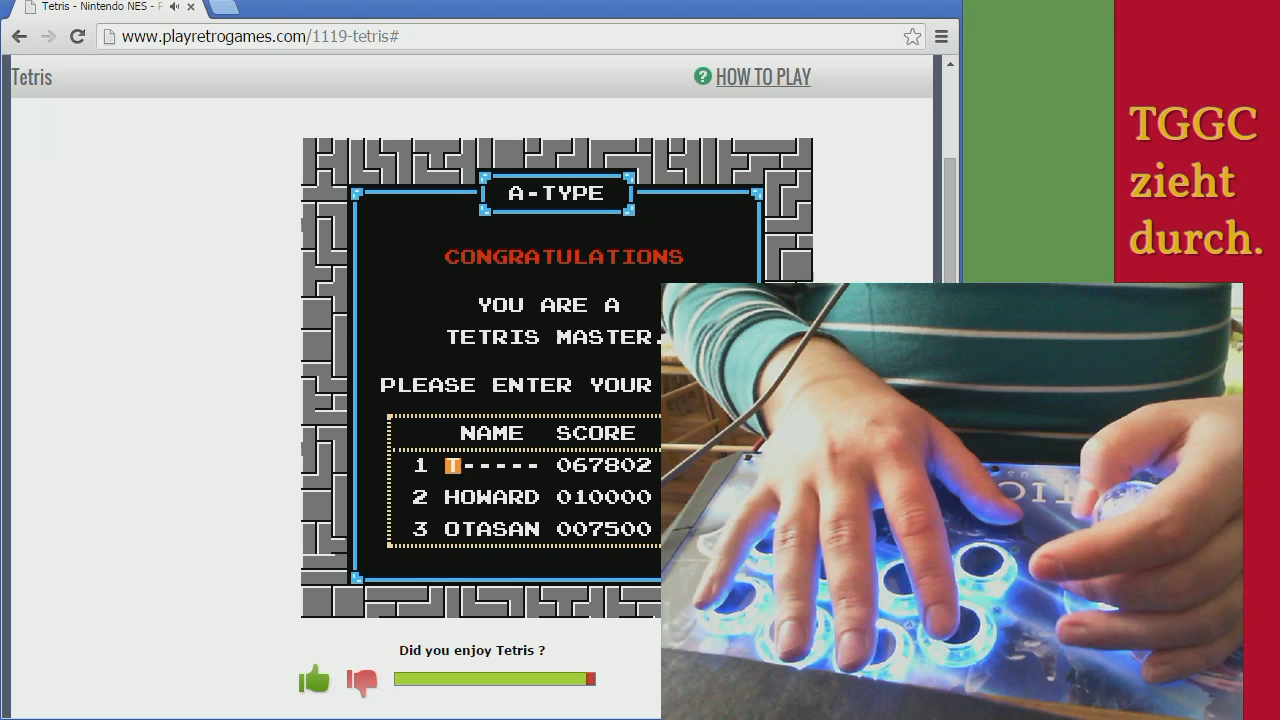 Tetris - Nintendo NES - P
www.playretrogames.com/1119-tetris#
Tetris
? HOW TO PLAY
A-TYPE
CONGRATULATIONS
YOU ARE A
TETRIS MASTER.
PLEASE ENTER YOUR
NAME SCORE
1 T----- 067802
2 HOWARD 010000
3 OTASAN 007500
Did you enjoy Tetris ?
TGGC
zieht
durch.